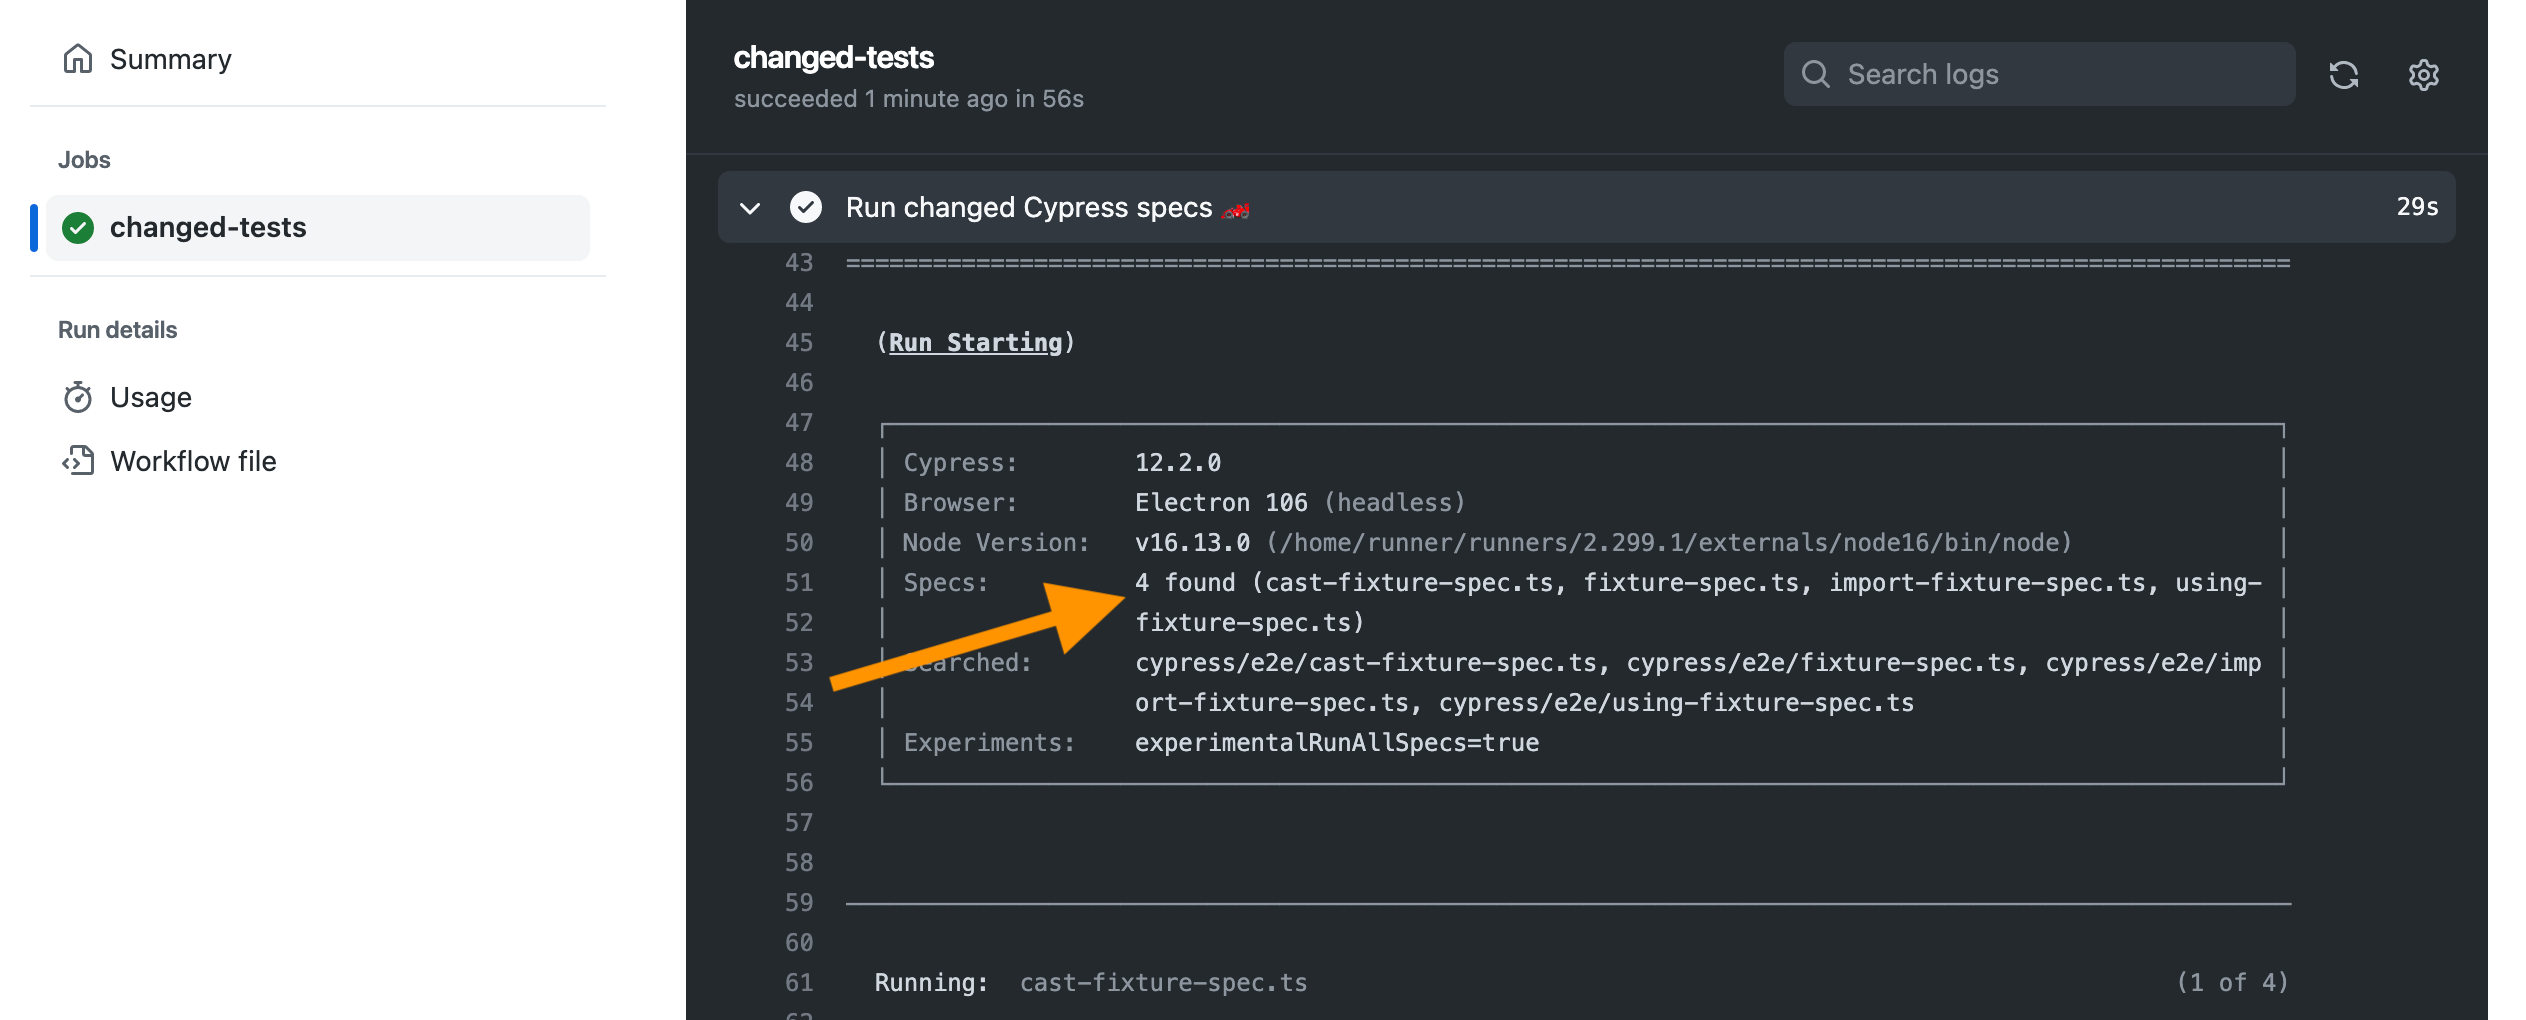 Summary
Jobs
changed-tests
Run details
Usage
Workflow file
changed-tests
succeeded 1 minute ago in 56s
Search logs
Run changed Cypress specs 🏎️ 29s
43 ====================================================================================================
44
45 (Run Starting)
46
47
48 Cypress: 12.2.0
49 Browser: Electron 106 (headless)
50 Node Version: v16.13.0 (/home/runner/runners/2.299.1/externals/node16/bin/node)
51 Specs: 4 found (cast-fixture-spec.ts, fixture-spec.ts, import-fixture-spec.ts, using-
52 fixture-spec.ts)
53 Searched: cypress/e2e/cast-fixture-spec.ts, cypress/e2e/fixture-spec.ts, cypress/e2e/imp
54 ort-fixture-spec.ts, cypress/e2e/using-fixture-spec.ts
55 Experiments: experimentalRunAllSpecs=true
56
57
58
59
60
61 Running: cast-fixture-spec.ts (1 of 4)